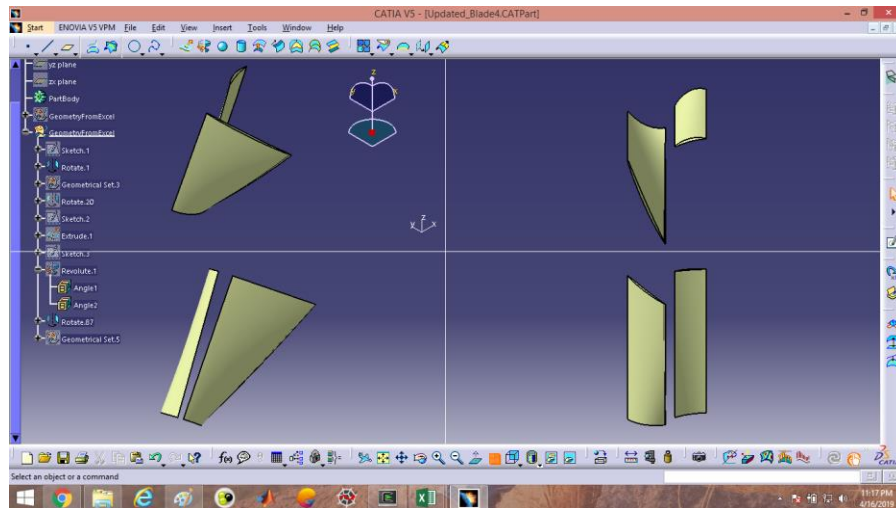 CATIA V5 - [Updated_Blade4.CATPart]
Start ENOVIA V5 VPM File Edit View Insert Tools Window Help
yz plane
zx plane
PartBody
GeometryFromExcel
GeometryFromExcel
Sketch.1
Rotate.1
Geometrical Set.3
Rotate.20
Sketch.2
Extrude.1
Sketch.3
Revolute.1
Angle1
Angle2
Rotate.87
Geometrical Set.5
z
y
x
z
y x
f(x)
CATIA
Select an object or a command
11:17 PM
4/16/2019